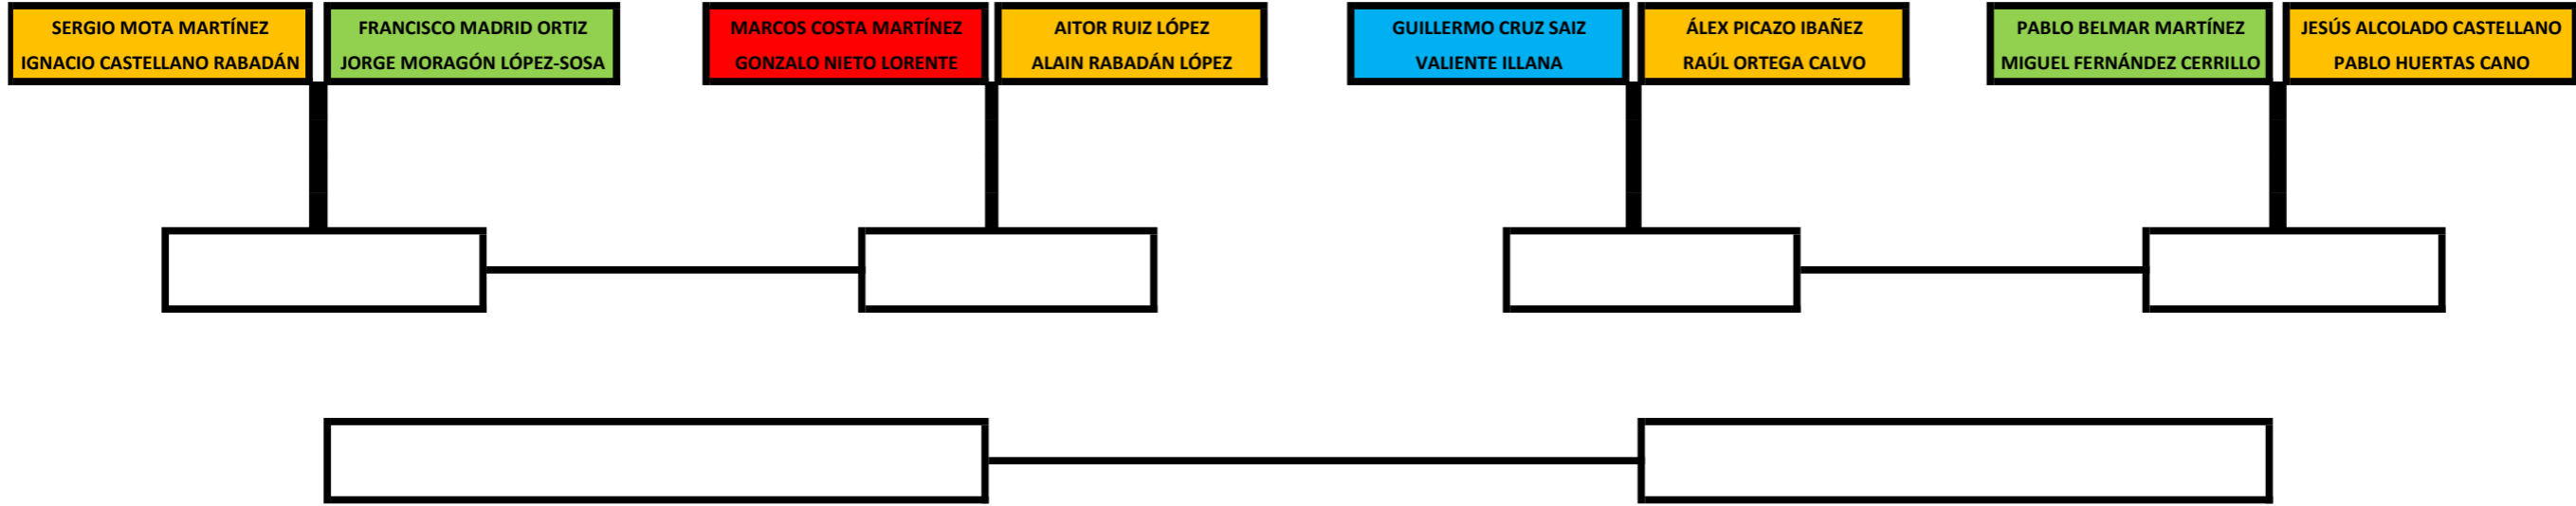 SERGIO MOTA MARTÍNEZ
IGNACIO CASTELLANO RABADÁN
FRANCISCO MADRID ORTIZ
JORGE MORAGÓN LÓPEZ-SOSA
MARCOS COSTA MARTÍNEZ
GONZALO NIETO LORENTE
AITOR RUIZ LÓPEZ
ALAIN RABADÁN LÓPEZ
GUILLERMO CRUZ SAIZ
VALIENTE ILLANA
ÁLEX PICAZO IBAÑEZ
RAÚL ORTEGA CALVO
PABLO BELMAR MARTÍNEZ
MIGUEL FERNÁNDEZ CERRILLO
JESÚS ALCOLADO CASTELLANO
PABLO HUERTAS CANO